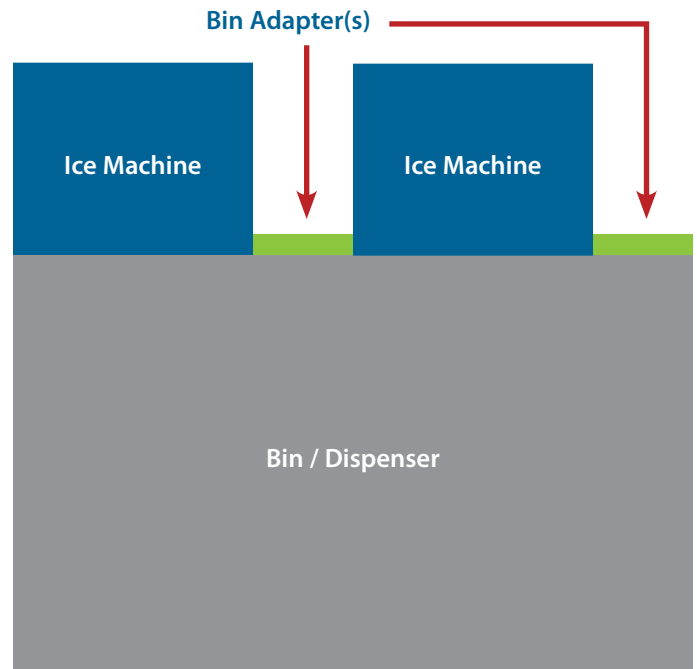 Bin Adapter(s)
Ice Machine
Ice Machine
Bin / Dispenser